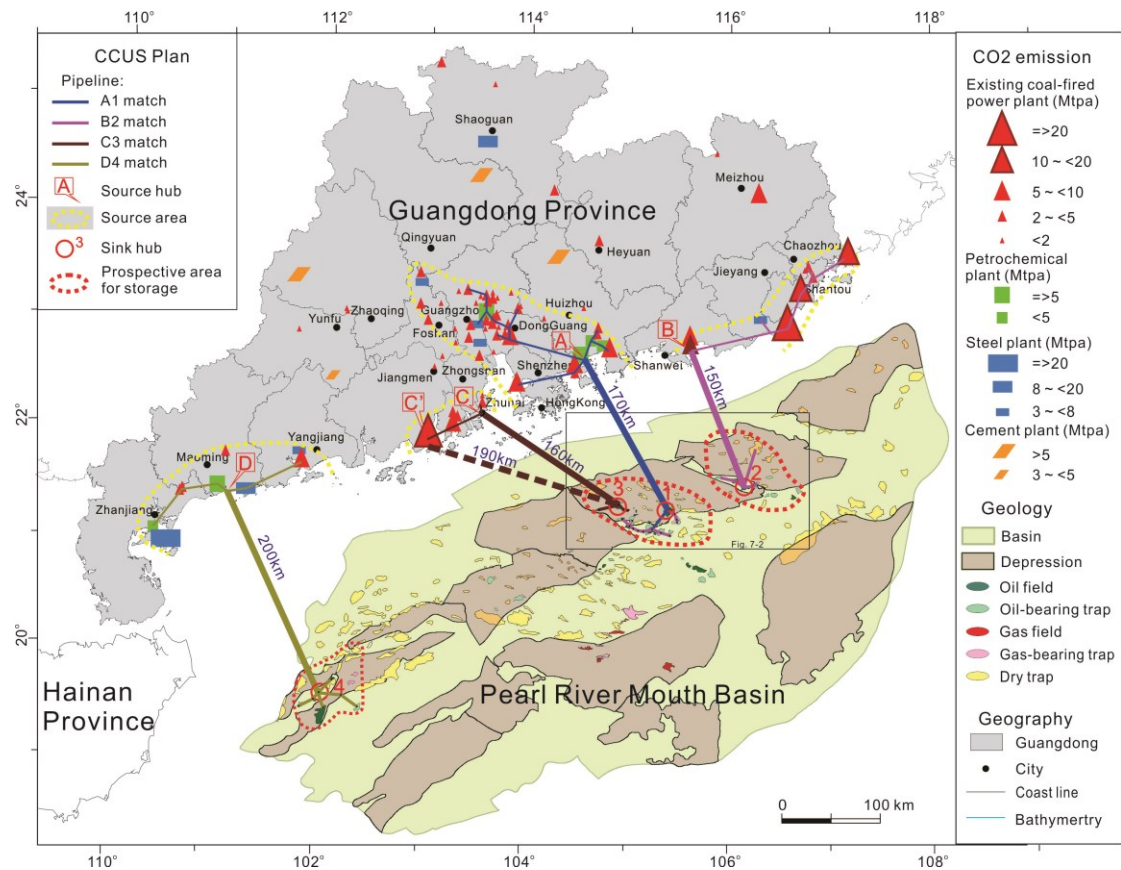 110°
112°
114°
116°
118°
CCUS Plan
Pipeline:
A1 match
B2 match
C3 match
D4 match
A
Source hub
Source area
3
Sink hub
Prospective area
for storage
CO2 emission
Existing coal-fired
power plant (Mtpa)
=>20
10 ~ <20
5 ~ <10
2 ~ <5
<2
Petrochemical
plant (Mtpa)
=>5
<5
Steel plant (Mtpa)
=>20
8 ~ <20
3 ~ <8
Cement plant (Mtpa)
>5
3 ~ <5
Geology
Basin
Depression
Oil field
Oil-bearing trap
Gas field
Gas-bearing trap
Dry trap
Geography
Guangdong
City
Coast line
Bathymertry
24°
22°
20°
Shaoguan
Meizhou
Guangdong Province
Qingyuan
Heyuan
Chaozhou
Jieyang
Shantou
Huizhou
Zhaoqing
Yunfu
Guangzho
Foshan
DongGuang
A
B
Shanwei
Shenzhe
Jiangmen
Zhongshan
Zhuhai
HongKong
C
C'
Yangjiang
Maoming
D
Zhanjiang
150km
170km
160km
190km
200km
1
2
3
4
Fig. 7-2
Hainan
Province
Pearl River Mouth Basin
0
100 km
110°
102°
104°
106°
108°